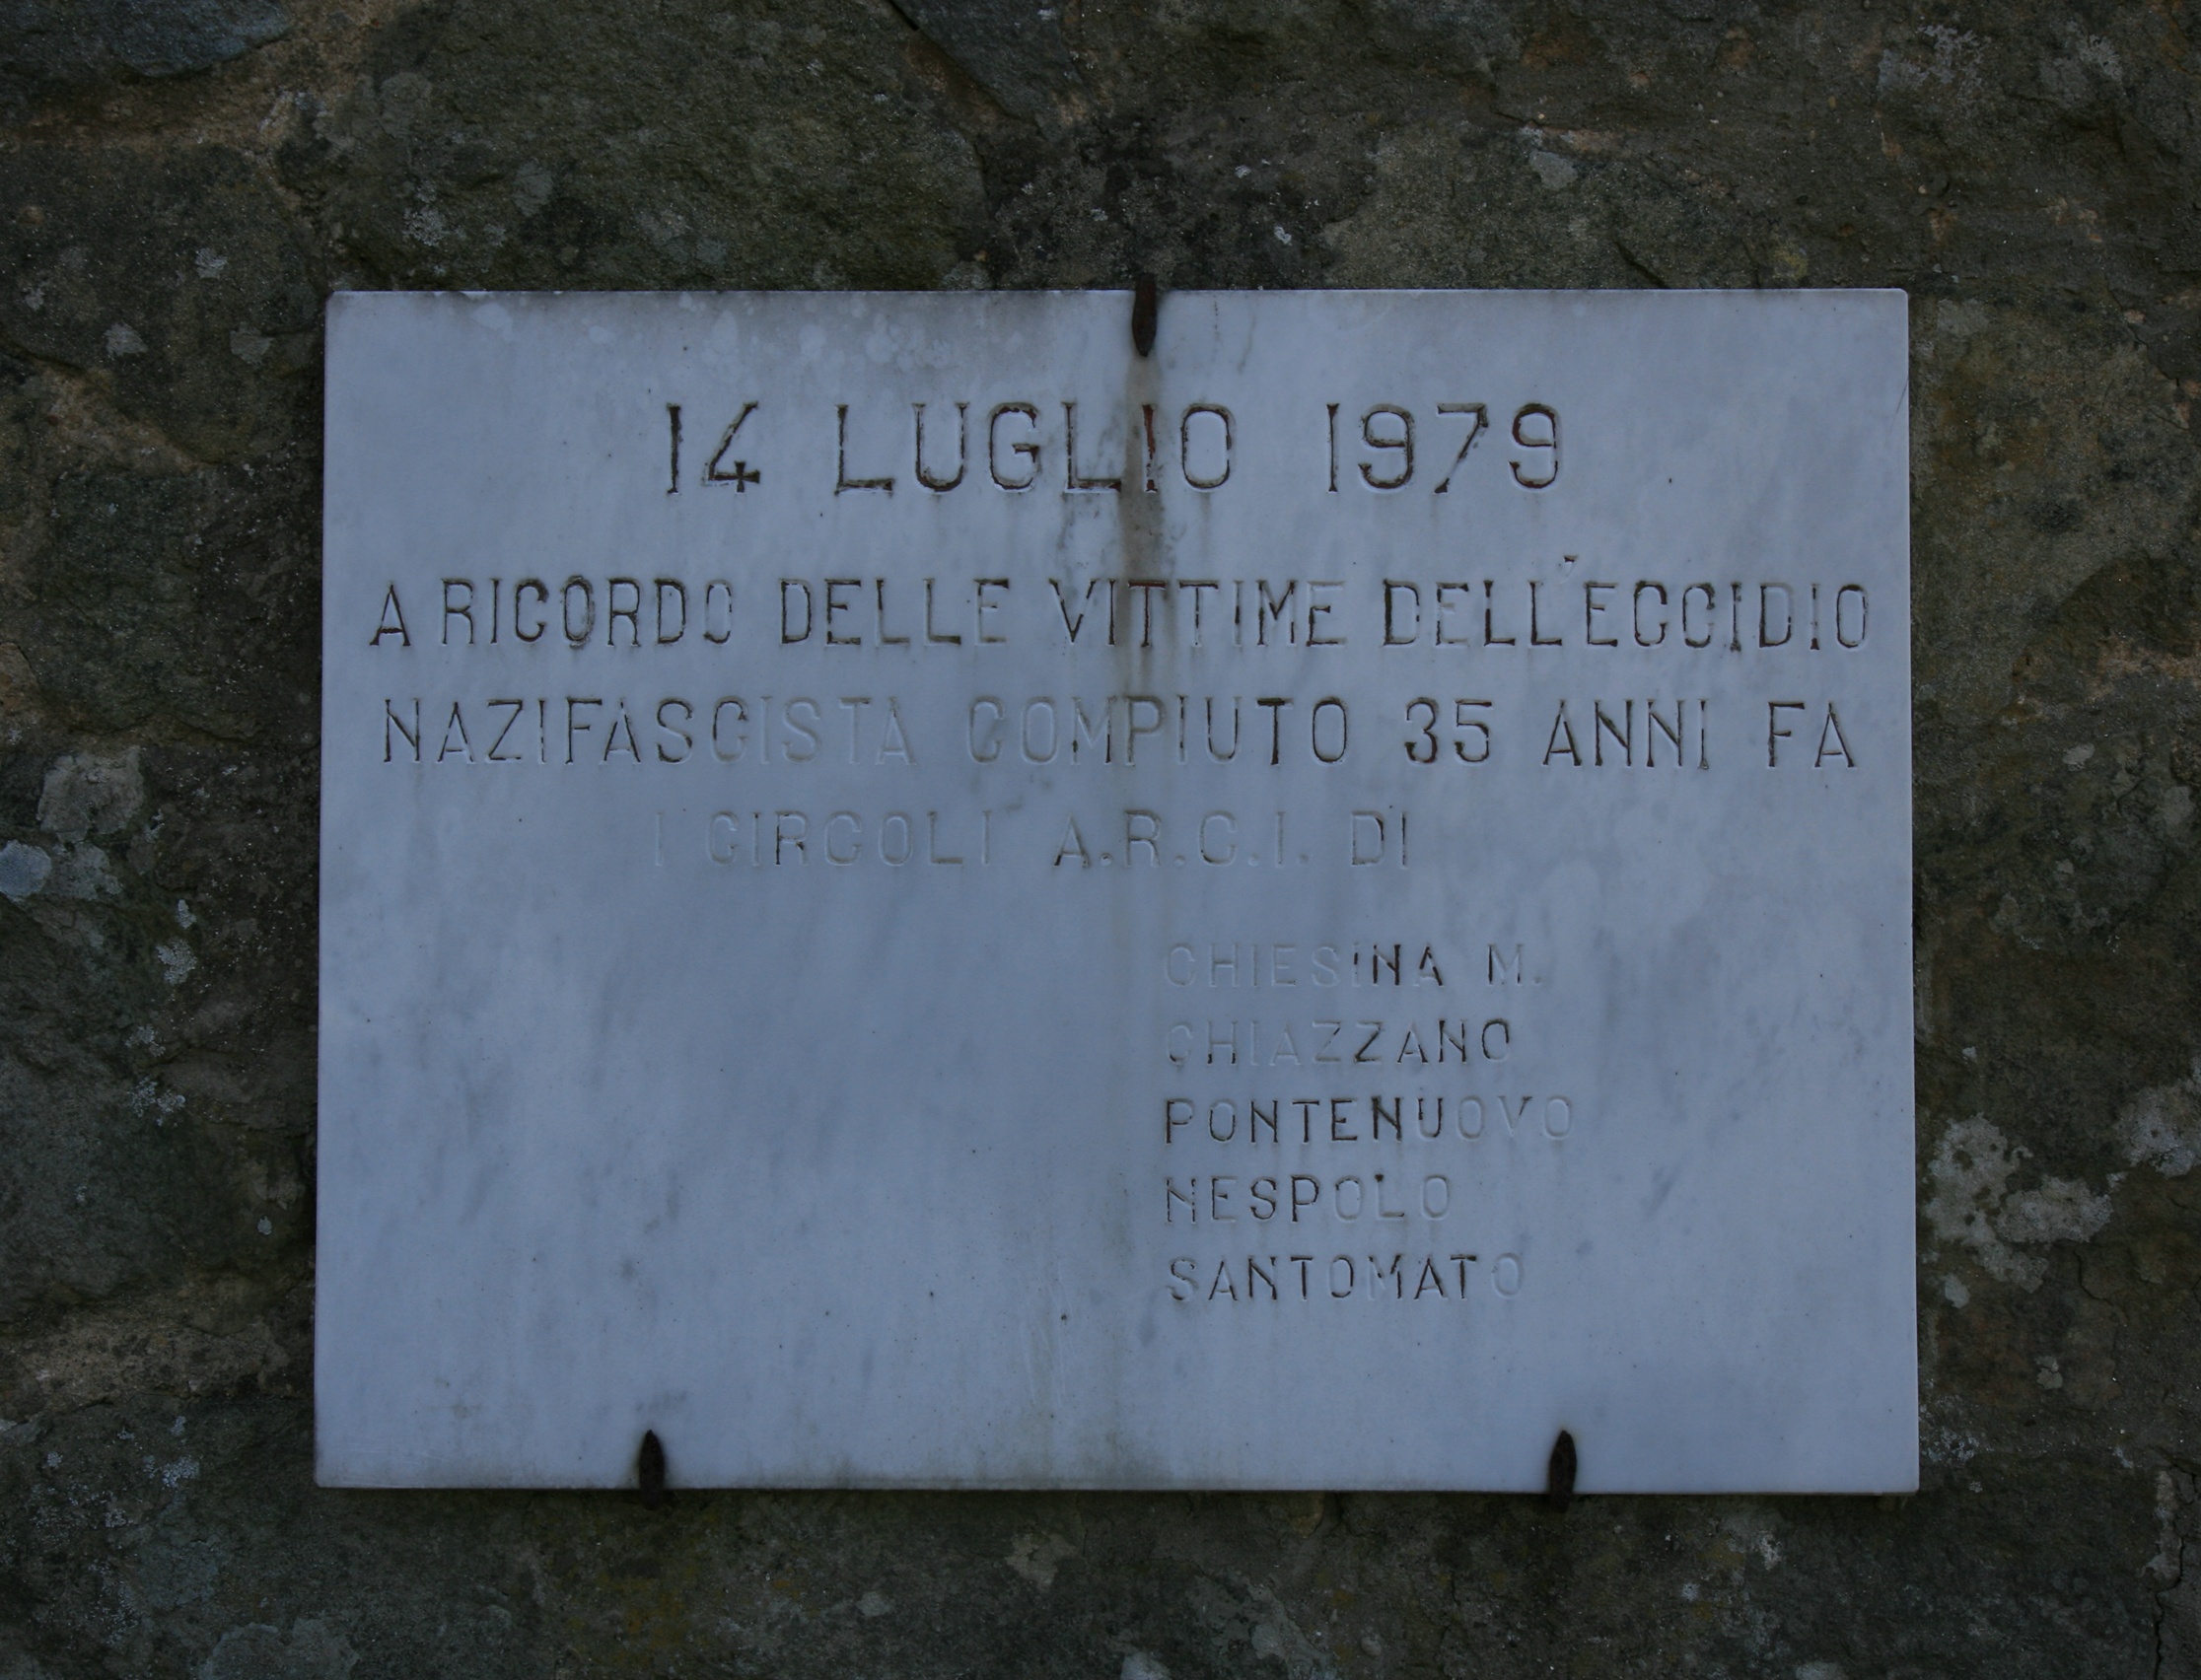 14 LUGLIO 1979
A RICORDO DELLE VITTIME DELL'ECCIDIO
NAZIFASCISTA COMPIUTO 35 ANNI FA
I CIRCOLI A.R.C.I. DI
CHIESINA M.
CHIAZZANO
PONTENUOVO
NESPOLO
SANTOMATO